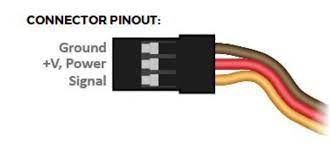 CONNECTOR PINOUT:
Ground
+V, Power
Signal